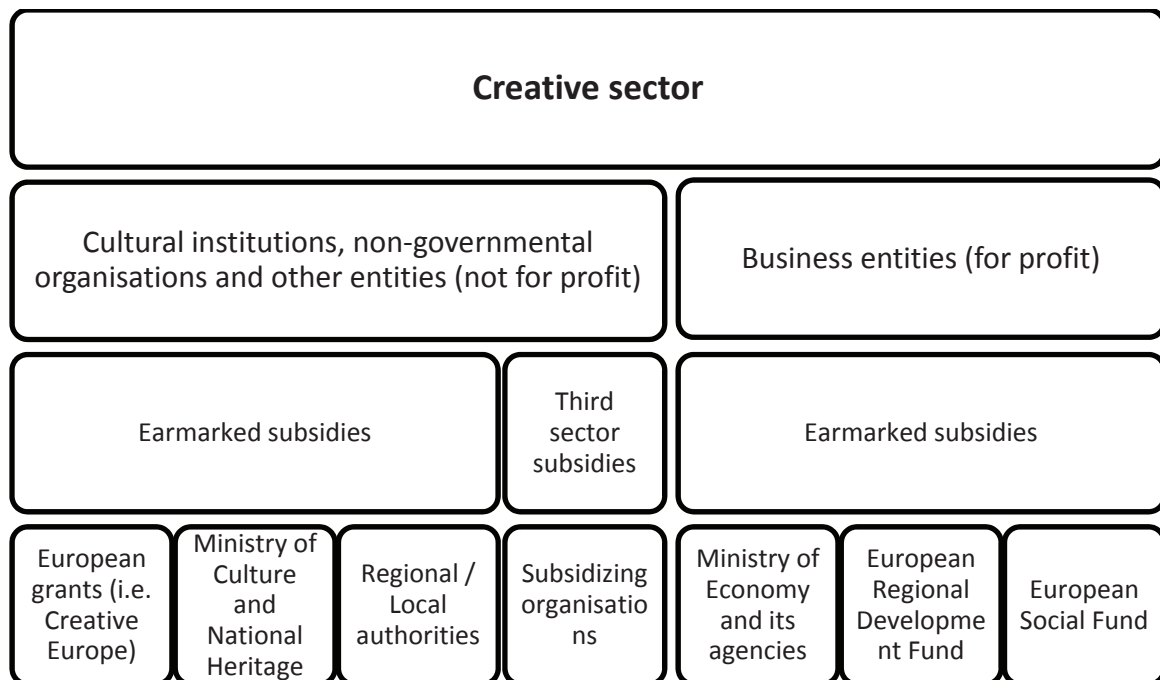 Creative sector
Cultural institutions, non-governmental
organisations and other entities (not for profit)
Business entities (for profit)
Earmarked subsidies
Third
sector
subsidies
Earmarked subsidies
European
grants (i.e.
Creative
Europe)
Ministry of
Culture
and
National
Heritage
Regional /
Local
authorities
Subsidizing
organisatio
ns
Ministry of
Economy
and its
agencies
European
Regional
Developme
nt Fund
European
Social Fund